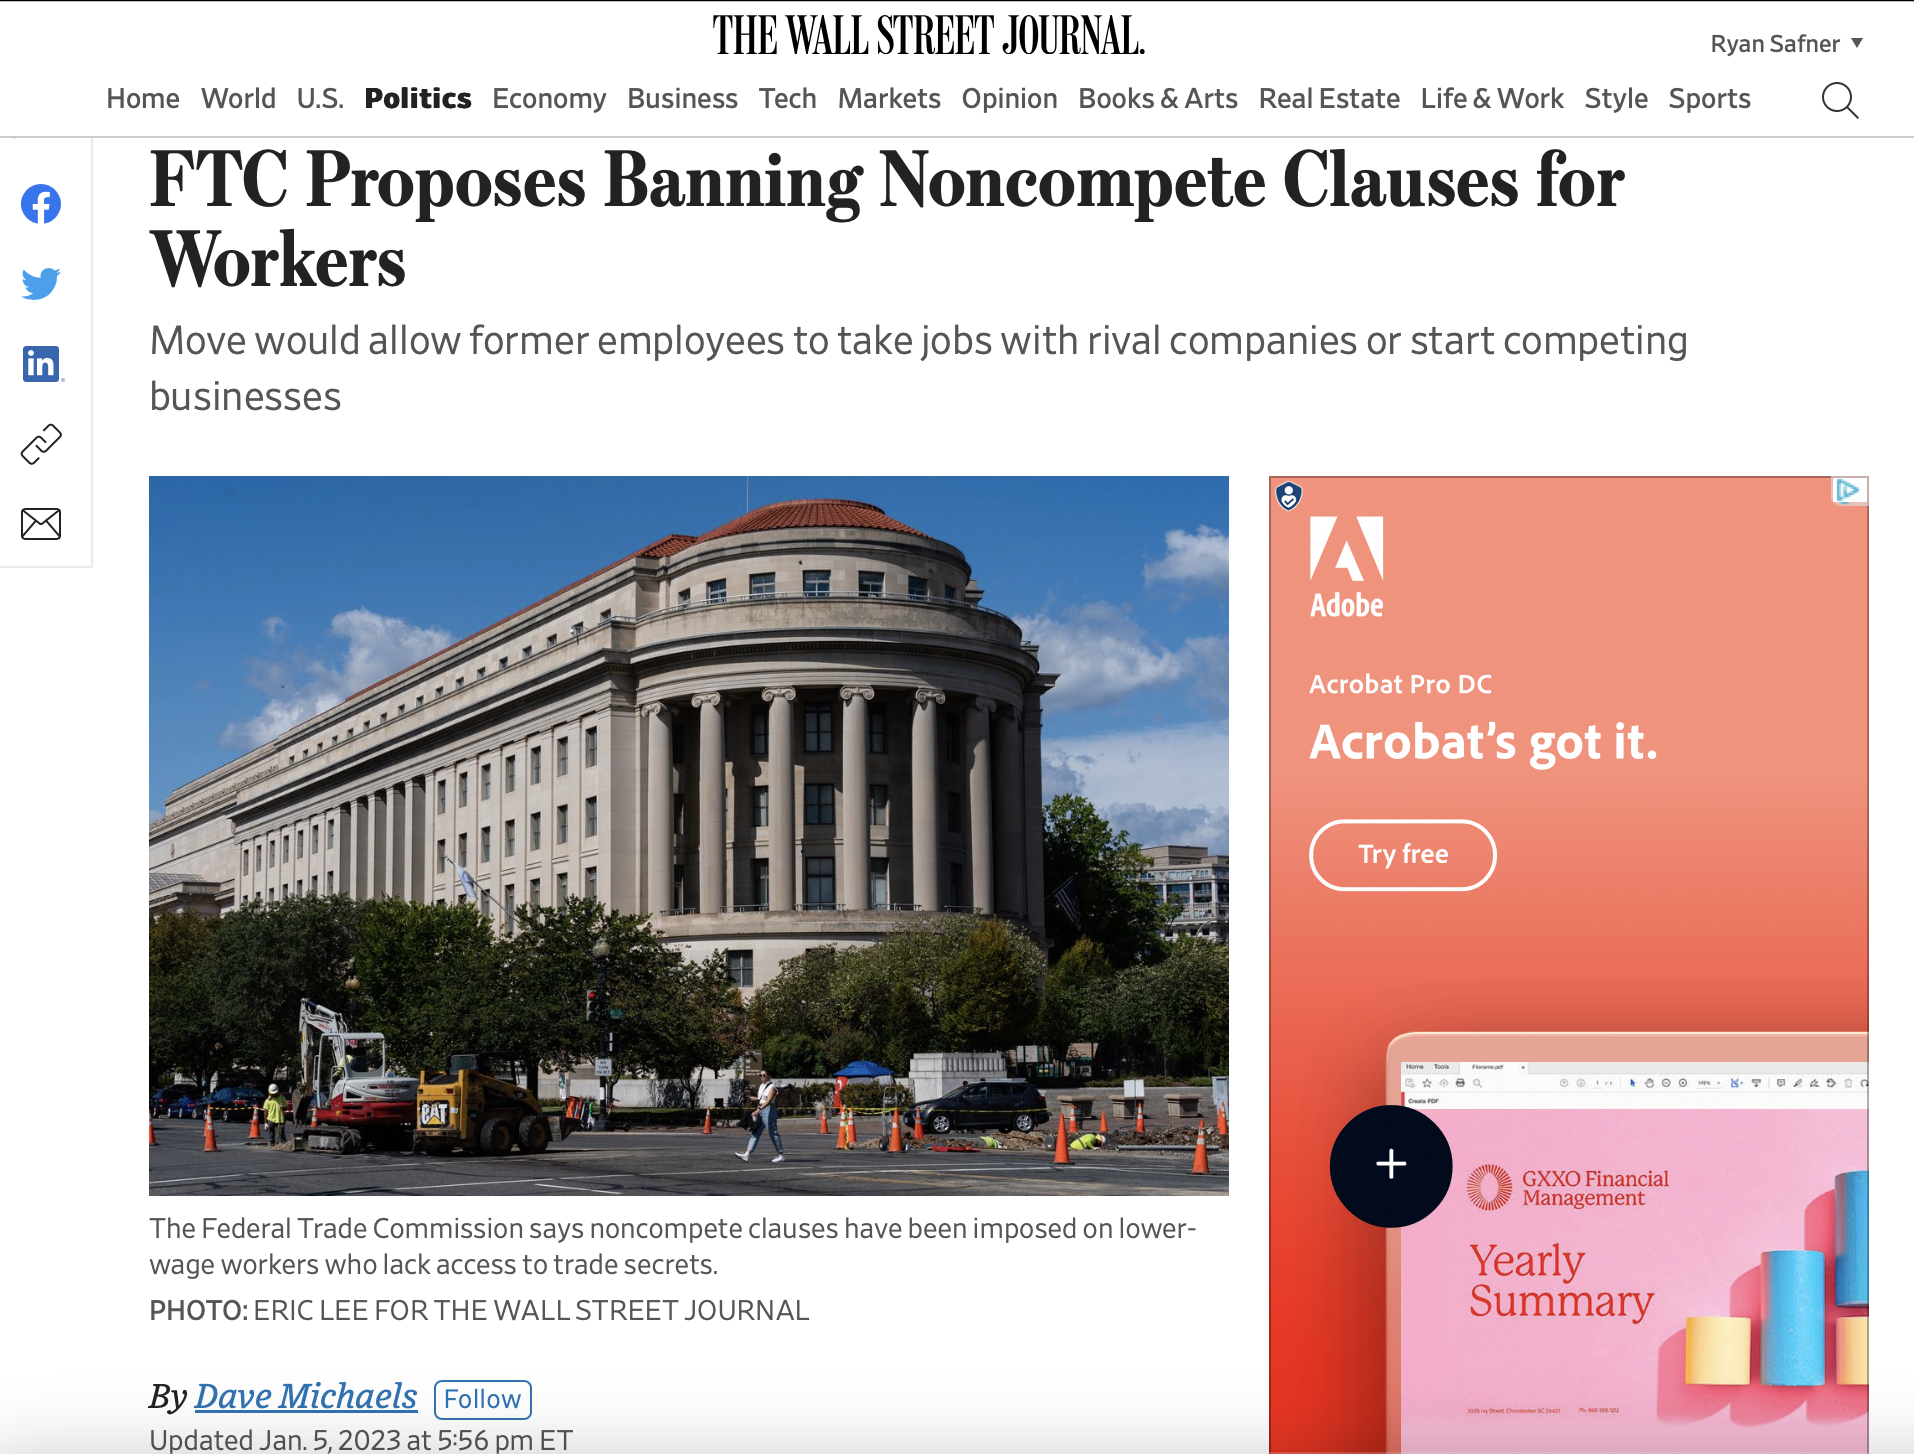 THE WALL STREET JOURNAL.
Ryan Safner
Home World U.S. Politics Economy Business Tech Markets Opinion Books & Arts Real Estate Life & Work Style Sports
FTC Proposes Banning Noncompete Clauses for
Workers
Move would allow former employees to take jobs with rival companies or start competing
businesses
CAT
Adobe
Acrobat Pro DC
Acrobat's got it.
Try free
Home Tools Filename.pdf
Create PDF
GXXO Financial
Management
Yearly
Summary
The Federal Trade Commission says noncompete clauses have been imposed on lower-
wage workers who lack access to trade secrets.
PHOTO: ERIC LEE FOR THE WALL STREET JOURNAL
By Dave Michaels Follow
Updated Jan. 5, 2023 at 5:56 pm ET